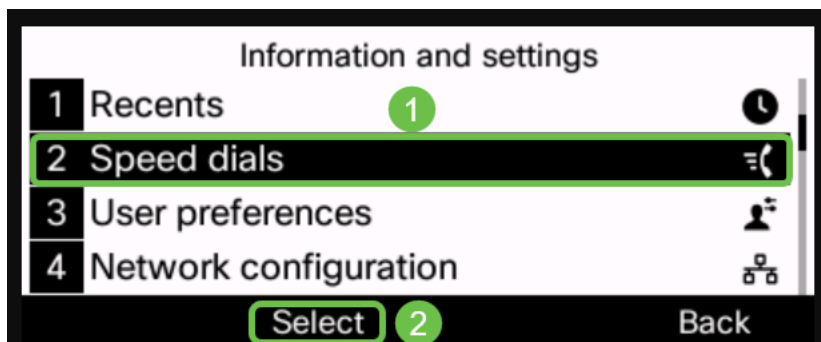 Information and settings
1 Recents 1
2 Speed dials
3 User preferences
4 Network configuration
Select 2 Back